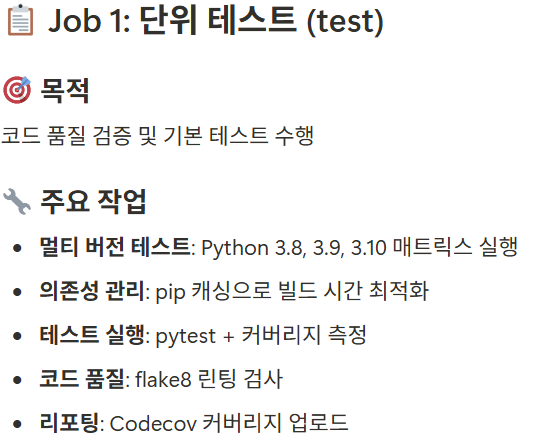 📋 Job 1: 단위 테스트 (test)
🎯 목적
코드 품질 검증 및 기본 테스트 수행
🔧 주요 작업
• 멀티 버전 테스트: Python 3.8, 3.9, 3.10 매트릭스 실행
• 의존성 관리: pip 캐싱으로 빌드 시간 최적화
• 테스트 실행: pytest + 커버리지 측정
• 코드 품질: flake8 린팅 검사
• 리포팅: Codecov 커버리지 업로드